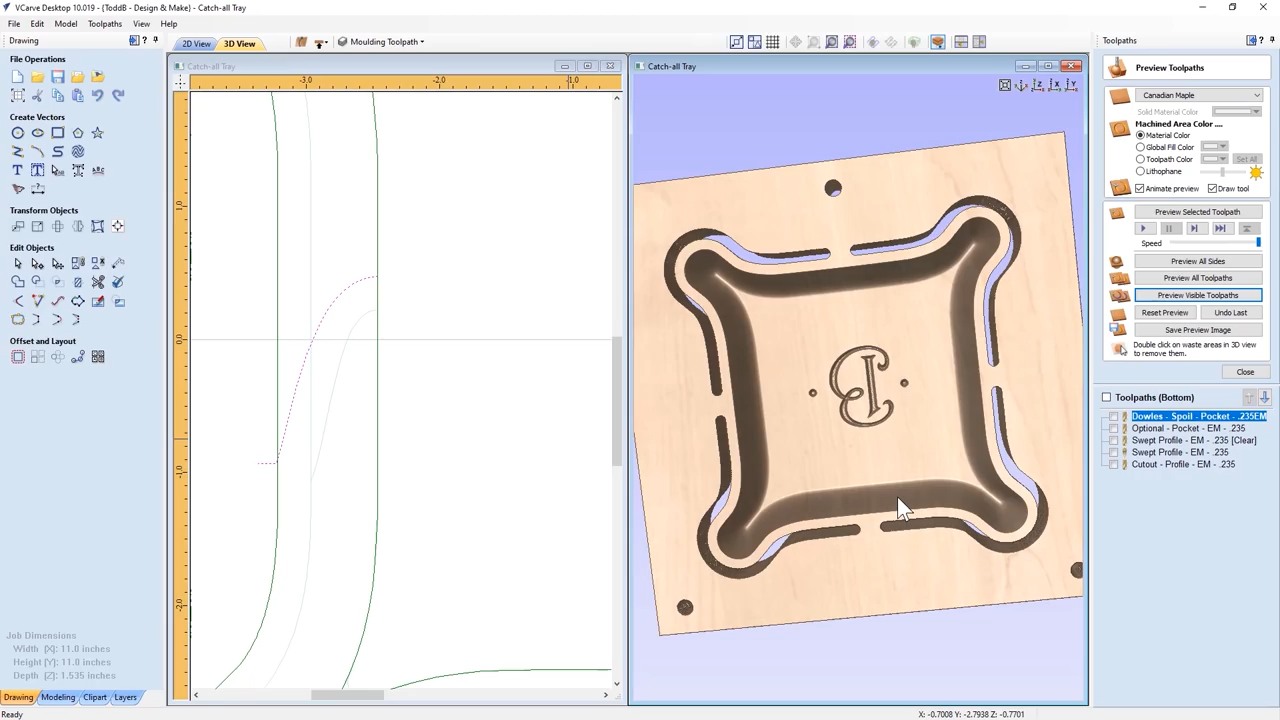 VCarve Desktop 10.019 - {ToddB - Design & Make} - Catch-all Tray
File Edit Model Toolpaths View Help
Drawing
File Operations
Create Vectors
Transform Objects
Edit Objects
Offset and Layout
Job Dimensions
Width (X): 11.0 inches
Height (Y): 11.0 inches
Depth (Z): 1.535 inches
Drawing Modeling Clipart Layers
Ready
2D View 3D View
Moulding Toolpath
Catch-all Tray
-3.0 -2.0 -1.0
1.0
0.0
-1.0
-2.0
Catch-all Tray
B
Toolpaths
Preview Toolpaths
Canadian Maple
Solid Material Color
Machined Area Color ....
Material Color
Global Fill Color
Toolpath Color Set All
Lithophane
Animate preview Draw tool
Preview Selected Toolpath
Speed
Preview All Sides
Preview All Toolpaths
Preview Visible Toolpaths
Reset Preview Undo Last
Save Preview Image
Double click on waste areas in 3D view
to remove them.
Close
Toolpaths (Bottom)
Dowles - Spoil - Pocket - .235EM
Optional - Pocket - EM - .235
Swept Profile - EM - .235 [Clear]
Swept Profile - EM - .235
Cutout - Profile - EM - .235
X: -0.7008 Y: -2.7938 Z: -0.7701